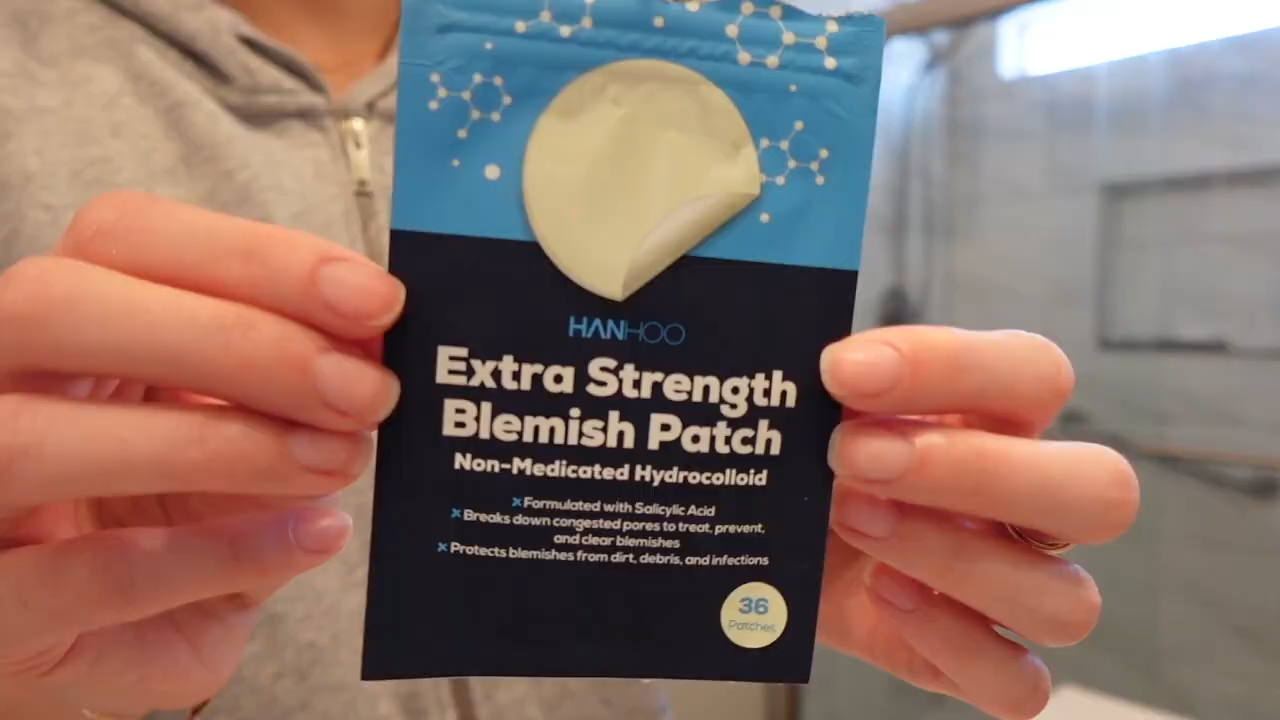 HANHOO
Extra Strength
Blemish Patch
Non-Medicated Hydrocolloid
Formulated with Salicylic Acid
Breaks down congested pores to treat, prevent,
and clear blemishes
Protects blemishes from dirt, debris, and infections
36
Patches